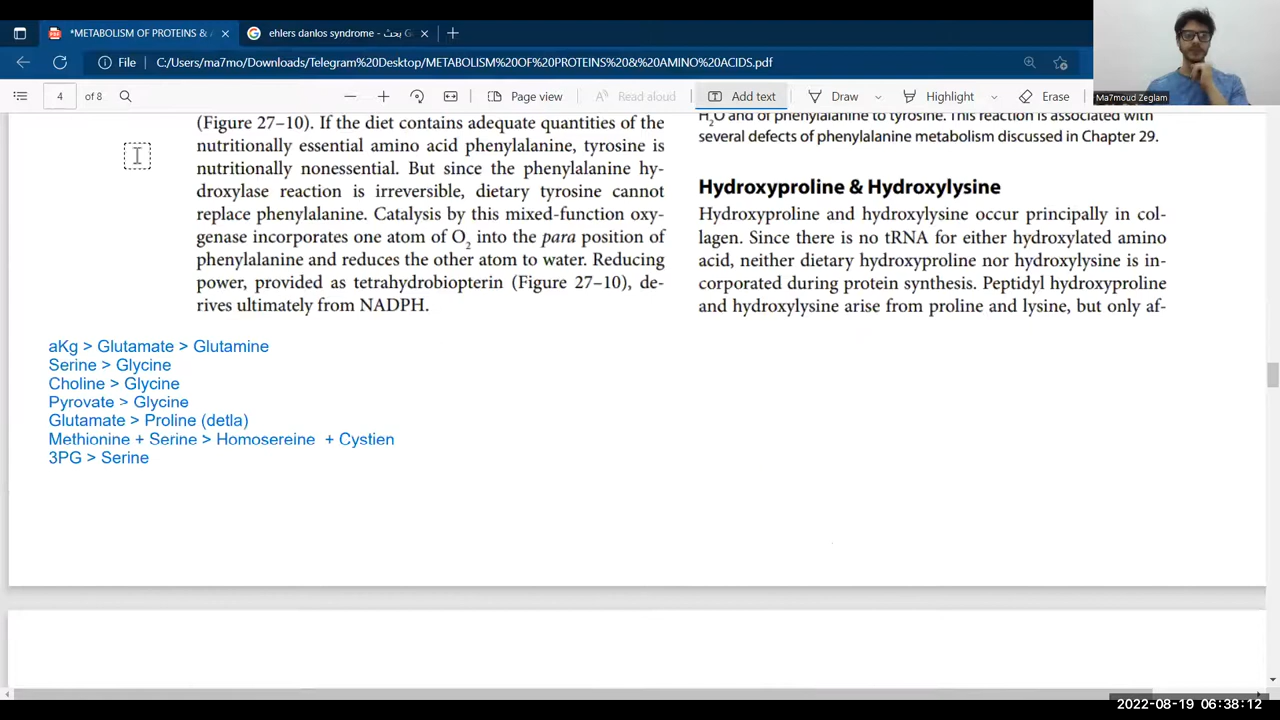 *METABOLISM OF PROTEINS & A
ehlers danlos syndrome - بحث G
File
C:/Users/ma7mo/Downloads/Telegram%20Desktop/METABOLISM%20OF%20PROTEINS%20&%20AMINO%20ACIDS.pdf
4 of 8
Page view
Read aloud
Add text
Draw
Highlight
Erase
Ma7moud Zeglam
(Figure 27–10). If the diet contains adequate quantities of the
nutritionally essential amino acid phenylalanine, tyrosine is
nutritionally nonessential. But since the phenylalanine hy-
droxylase reaction is irreversible, dietary tyrosine cannot
replace phenylalanine. Catalysis by this mixed-function oxy-
genase incorporates one atom of O2 into the para position of
phenylalanine and reduces the other atom to water. Reducing
power, provided as tetrahydrobiopterin (Figure 27–10), de-
rives ultimately from NADPH.
aKg > Glutamate > Glutamine
Serine > Glycine
Choline > Glycine
Pyrovate > Glycine
Glutamate > Proline (detla)
Methionine + Serine > Homosereine + Cystien
3PG > Serine
H2O and of phenylalanine to tyrosine. This reaction is associated with
several defects of phenylalanine metabolism discussed in Chapter 29.
Hydroxyproline & Hydroxylysine
Hydroxyproline and hydroxylysine occur principally in col-
lagen. Since there is no tRNA for either hydroxylated amino
acid, neither dietary hydroxyproline nor hydroxylysine is in-
corporated during protein synthesis. Peptidyl hydroxyproline
and hydroxylysine arise from proline and lysine, but only af-
2022-08-19 06:38:12